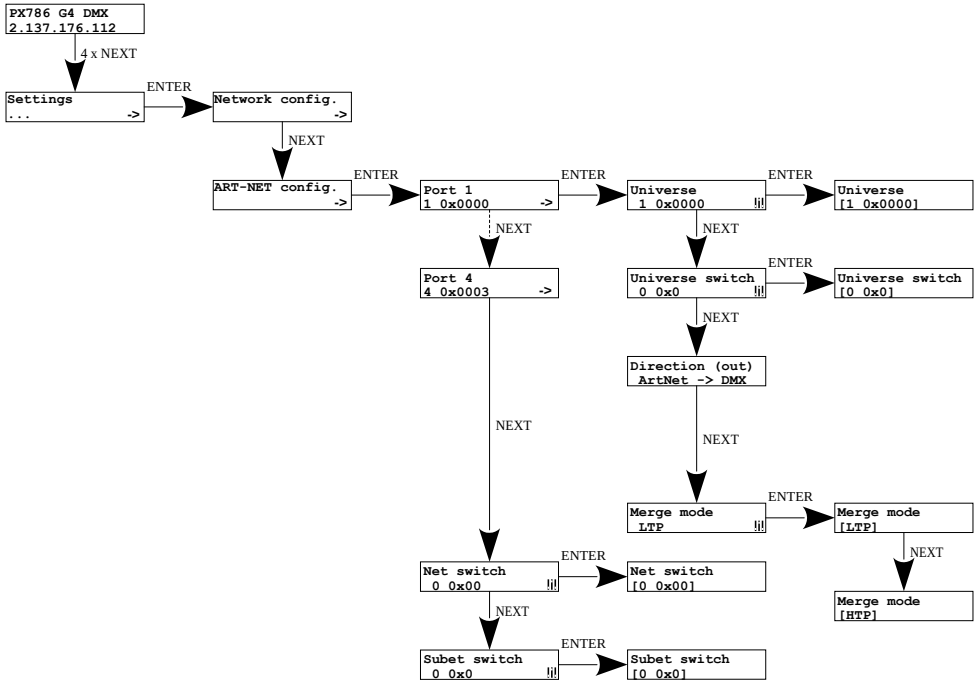 PX786 G4 DMX
2.137.176.112
4 x NEXT
Settings
... ->
ENTER
Network config.
->
NEXT
ART-NET config.
->
ENTER
Port 1
1 0x0000 ->
ENTER
Universe
1 0x0000 !i!
ENTER
Universe
[1 0x0000]
NEXT
NEXT
Port 4
4 0x0003 ->
Universe switch
0 0x0 !i!
ENTER
Universe switch
[0 0x0]
NEXT
Direction (out)
ArtNet -> DMX
NEXT
NEXT
Merge mode
LTP !i!
ENTER
Merge mode
[LTP]
NEXT
Merge mode
[HTP]
Net switch
0 0x00 !i!
ENTER
Net switch
[0 0x00]
NEXT
Subet switch
0 0x0 !i!
ENTER
Subet switch
[0 0x0]